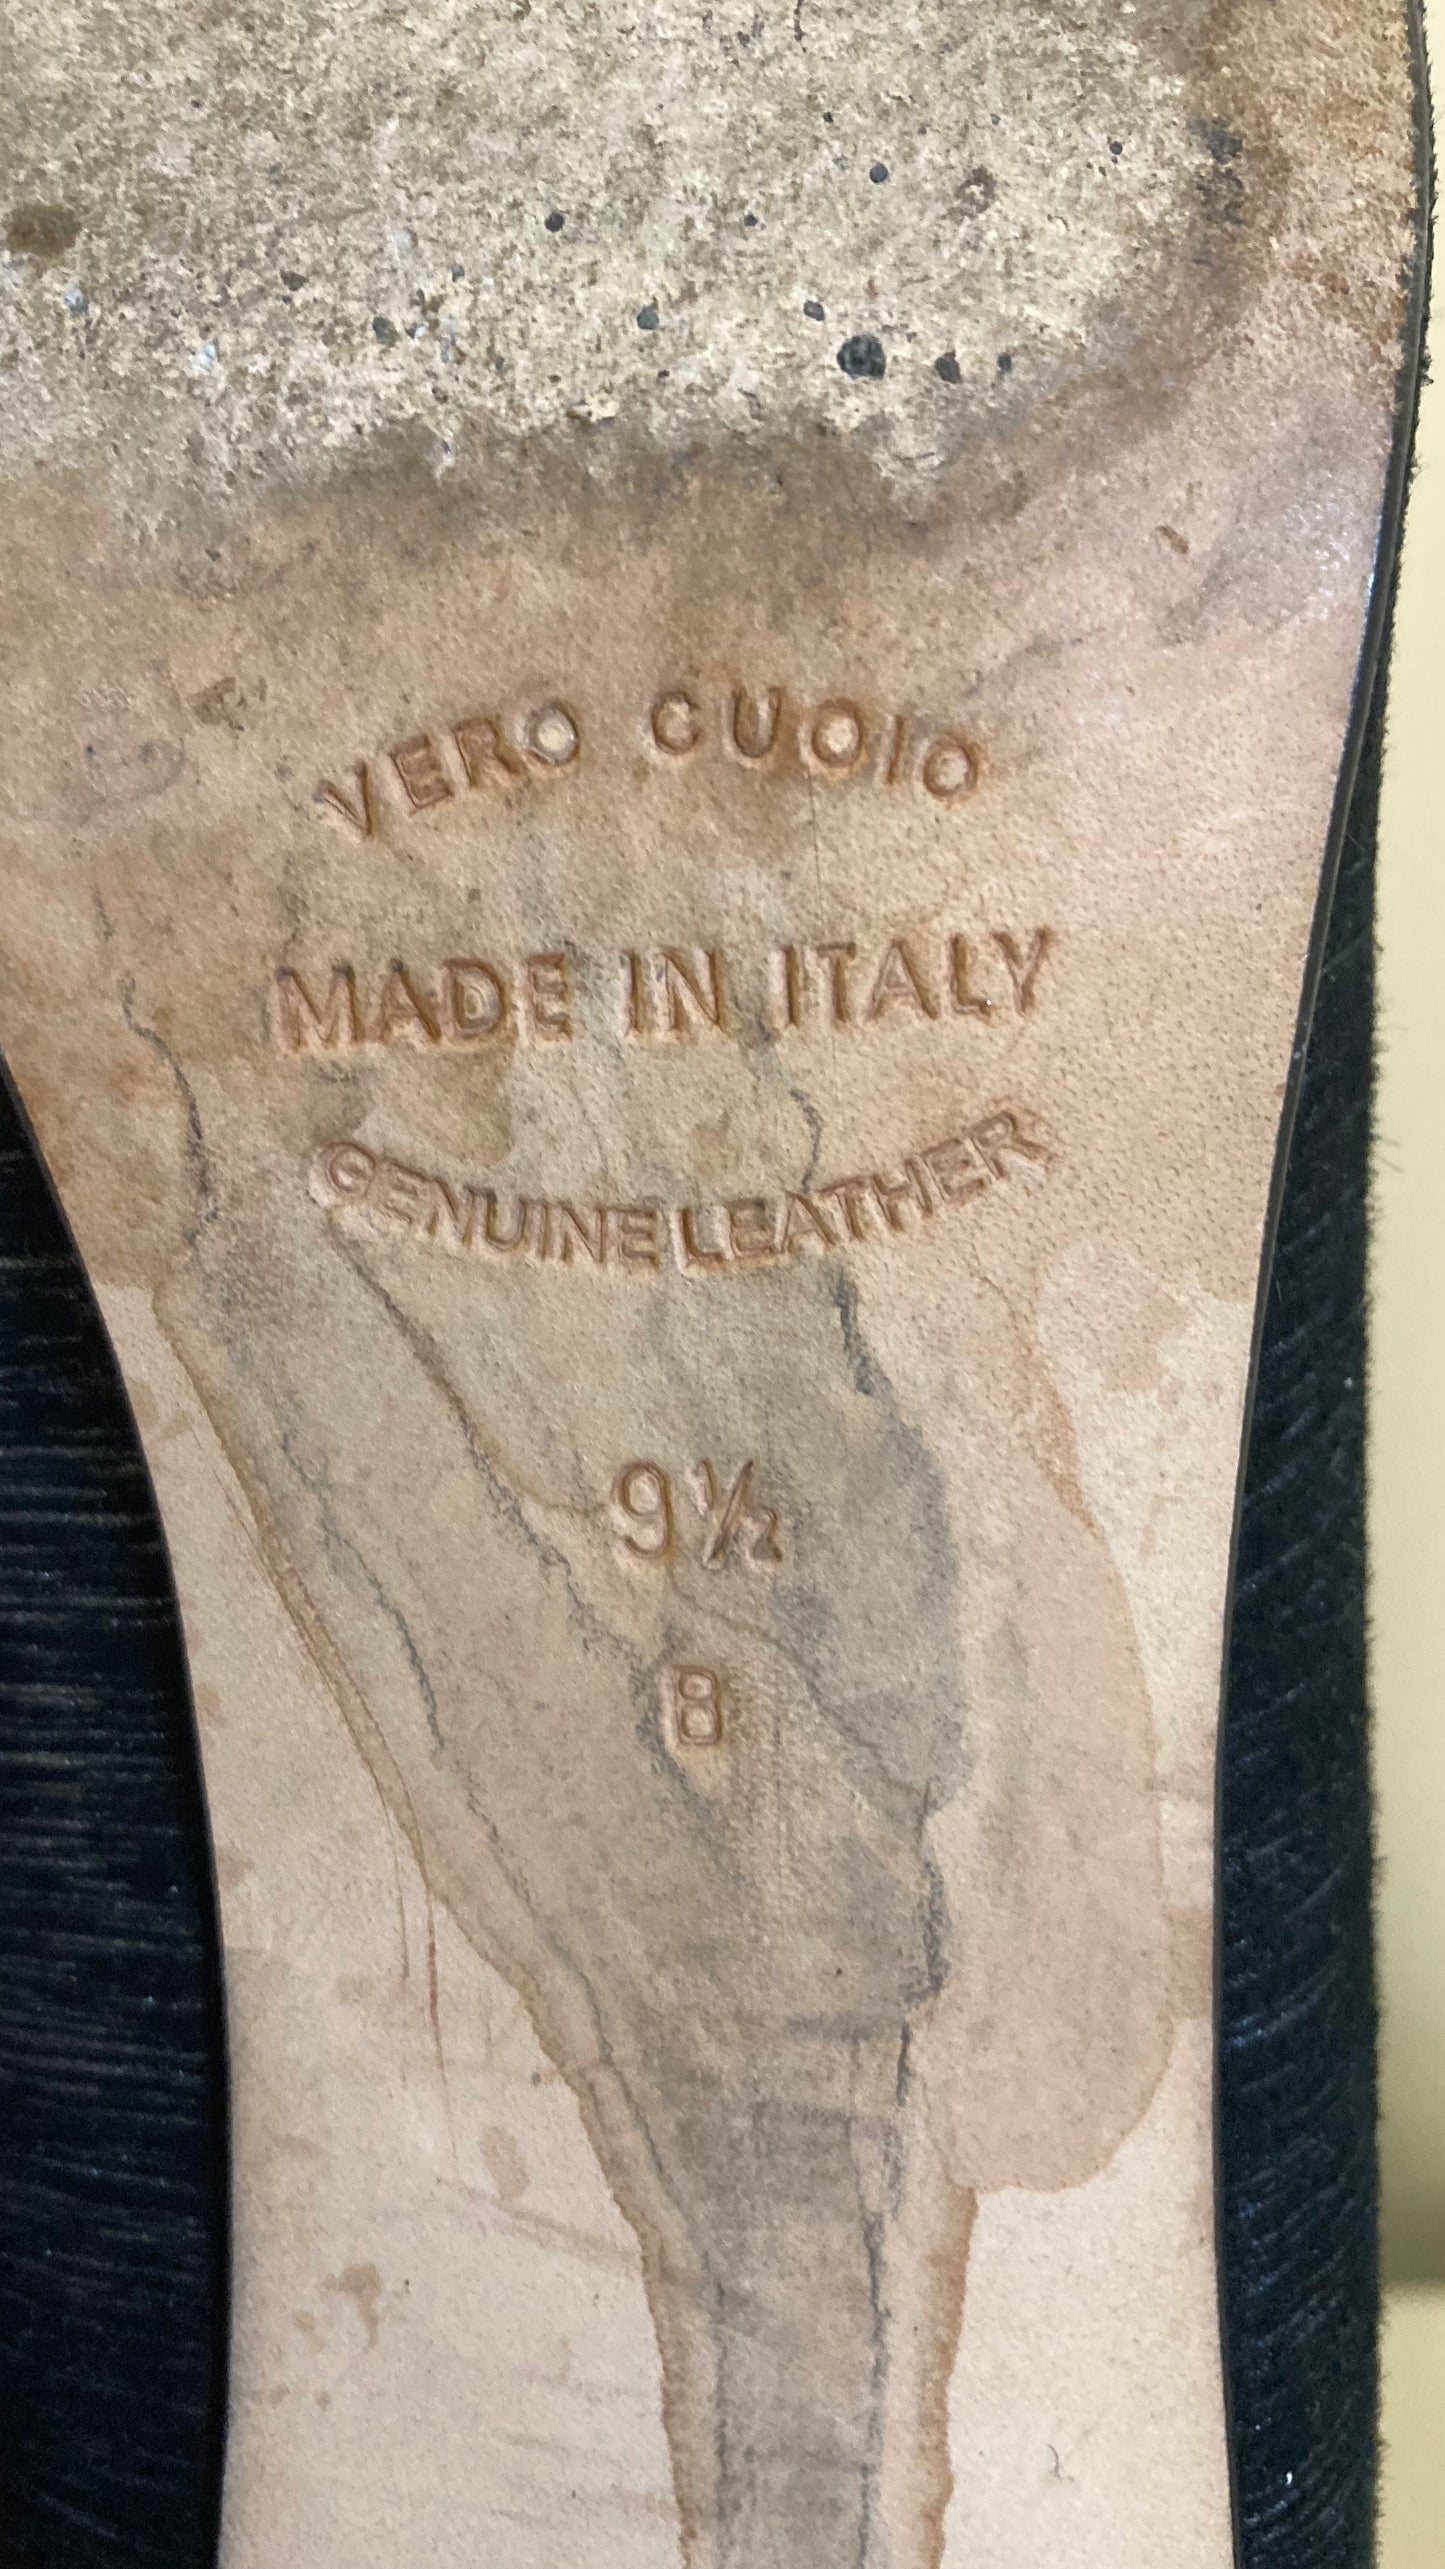 VERO CUOIO
MADE IN ITALY
GENUINE LEATHER
9½
B